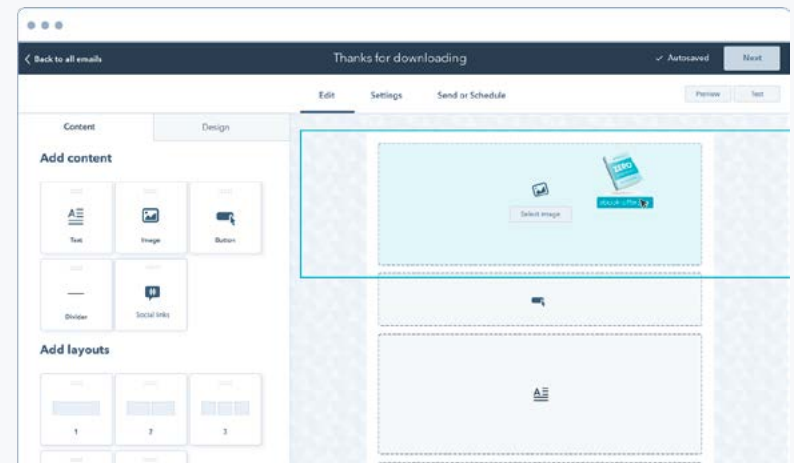 Back to all emails
Thanks for downloading
Autosaved
Next
Edit
Settings
Send or Schedule
Preview
Test
Content
Design
Add content
Text
Image
Button
Divider
Social links
Add layouts
1
2
3
ZERO
Select image